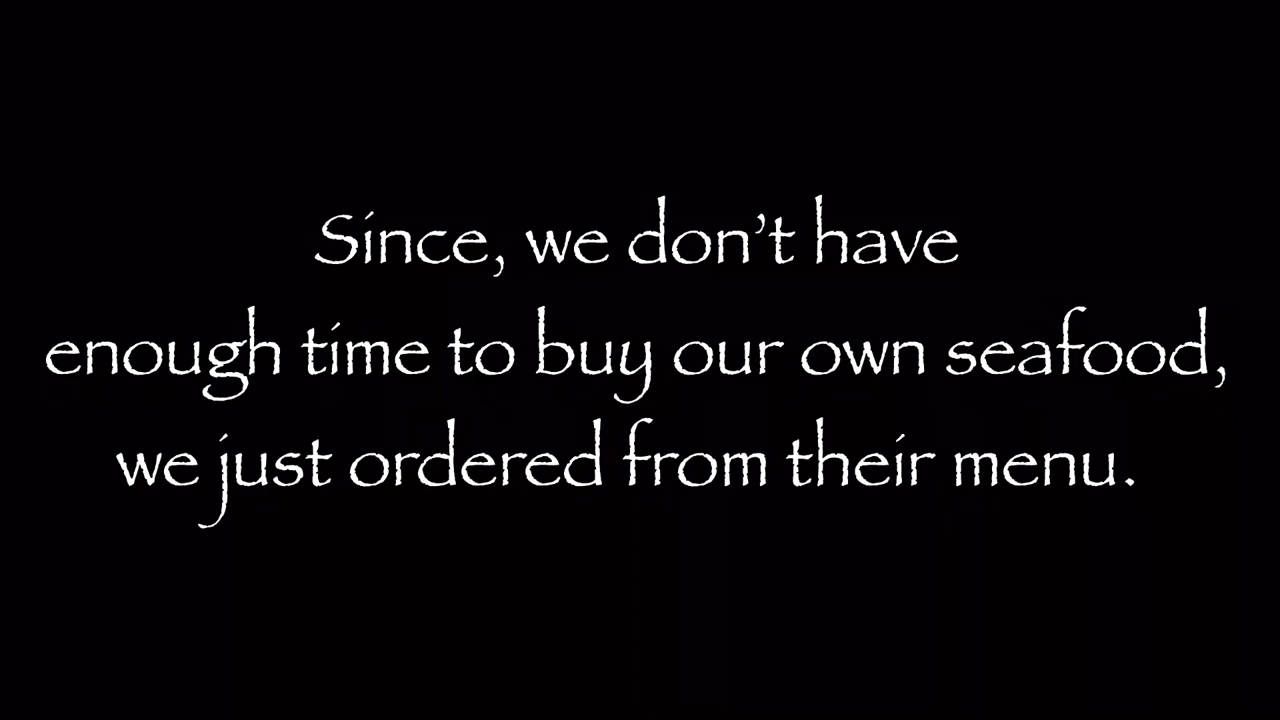 Since, we don’t have
enough time to buy our own seafood,
we just ordered from their menu.